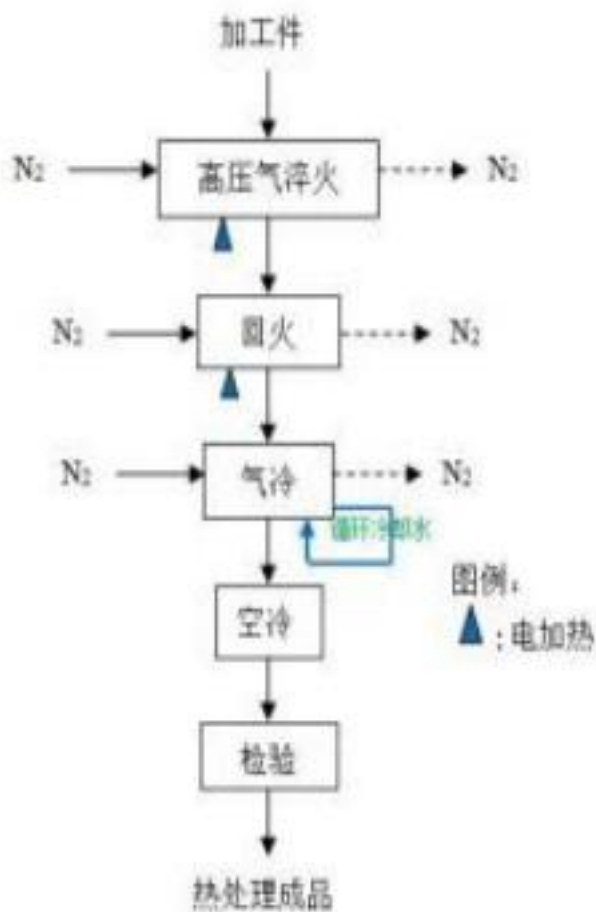 加工件
N₂ 高压气淬火 N₂
N₂ 回火 N₂
N₂ 气冷 N₂
循环冷却水
空冷
图例：
：电加热
检验
热处理成品